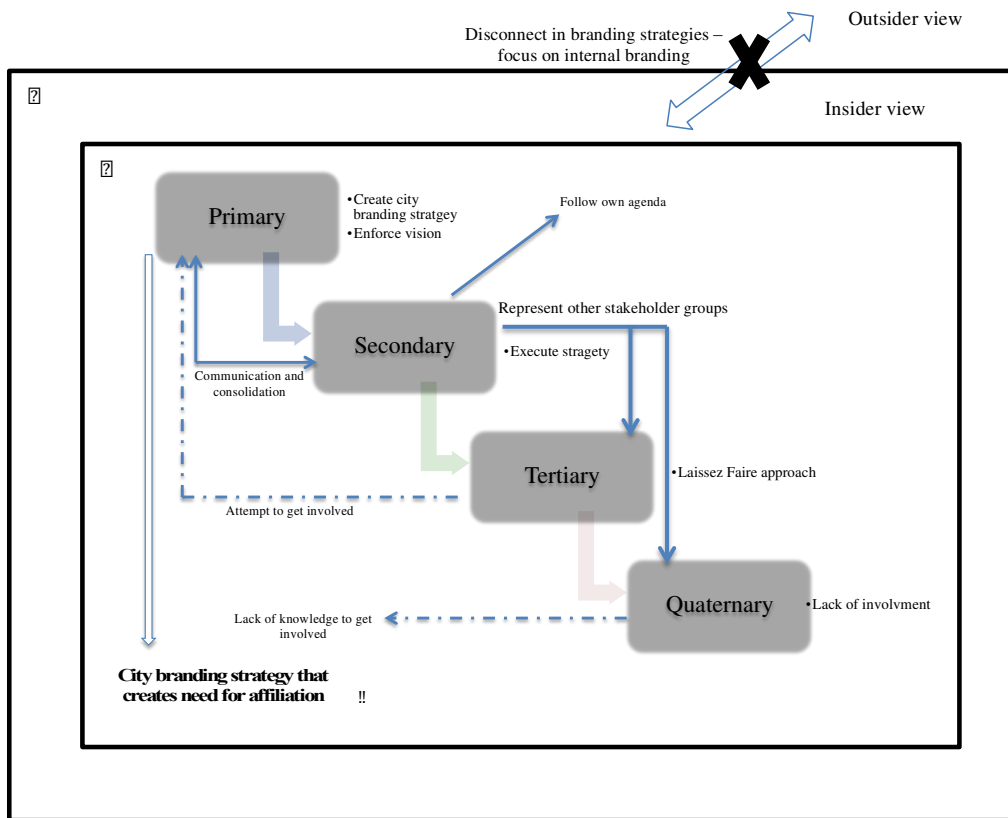 Outsider view
Disconnect in branding strategies –
focus on internal branding
Insider view
Primary
•Create city
branding stratgey
•Enforce vision
Follow own agenda
Secondary
Represent other stakeholder groups
•Execute stragety
Communication and
consolidation
Tertiary
•Laissez Faire approach
Attempt to get involved
Quaternary
•Lack of involvment
Lack of knowledge to get
involved
City branding strategy that
creates need for affiliation
!!